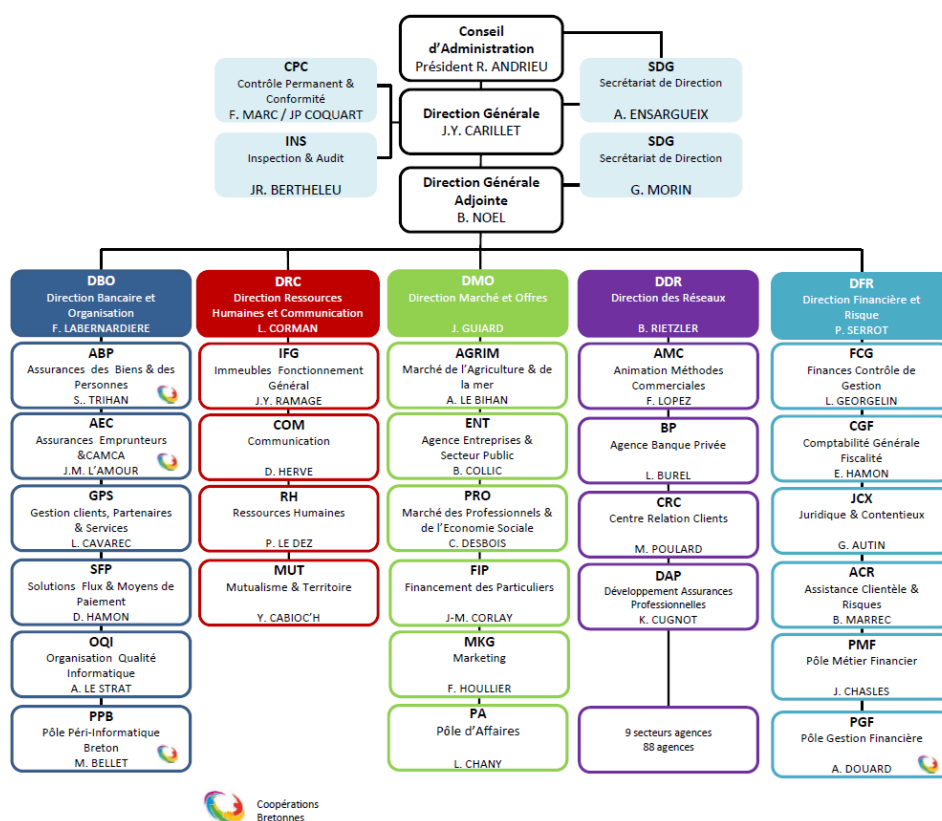 Conseil
d'Administration
Président R. ANDRIEU
CPC
Contrôle Permanent &
Conformité
F. MARC / JP COQUART
SDG
Secrétariat de Direction
A. ENSARGUEIX
Direction Générale
J.Y. CARILLET
INS
Inspection & Audit
JR. BERTHELEU
SDG
Secrétariat de Direction
G. MORIN
Direction Générale
Adjointe
B. NOEL
DBO
Direction Bancaire et
Organisation
F. LABERNARDIERE
ABP
Assurances des Biens & des
Personnes
S.. TRIHAN
AEC
Assurances Emprunteurs
&CAMCA
J.M. L'AMOUR
GPS
Gestion clients, Partenaires
& Services
L. CAVAREC
SFP
Solutions Flux & Moyens de
Paiement
D. HAMON
OQI
Organisation Qualité
Informatique
A. LE STRAT
PPB
Pôle Péri-Informatique
Breton
M. BELLET
DRC
Direction Ressources
Humaines et Communication
L. CORMAN
IFG
Immeubles Fonctionnement
Général
J.Y. RAMAGE
COM
Communication
D. HERVE
RH
Ressources Humaines
P. LE DEZ
MUT
Mutualisme & Territoire
Y. CABIOC'H
DMO
Direction Marché et Offres
J. GUIARD
AGRIM
Marché de l'Agriculture & de
la mer
A. LE BIHAN
ENT
Agence Entreprises &
Secteur Public
B. COLLIC
PRO
Marché des Professionnels &
de l'Economie Sociale
C. DESBOIS
FIP
Financement des Particuliers
J-M. CORLAY
MKG
Marketing
F. HOULLIER
PA
Pôle d'Affaires
L. CHANY
DDR
Direction des Réseaux
B. RIETZLER
AMC
Animation Méthodes
Commerciales
F. LOPEZ
BP
Agence Banque Privée
L. BUREL
CRC
Centre Relation Clients
M. POULARD
DAP
Développement Assurances
Professionnelles
K. CUGNOT
9 secteurs agences
88 agences
DFR
Direction Financière et
Risque
P. SERROT
FCG
Finances Contrôle de
Gestion
L. GEORGELIN
CGF
Comptabilité Générale
Fiscalité
E. HAMON
JCX
Juridique & Contentieux
G. AUTIN
ACR
Assistance Clientèle &
Risques
B. MARREC
PMF
Pôle Métier Financier
J. CHASLES
PGF
Pôle Gestion Financière
A. DOUARD
Coopérations
Bretonnes